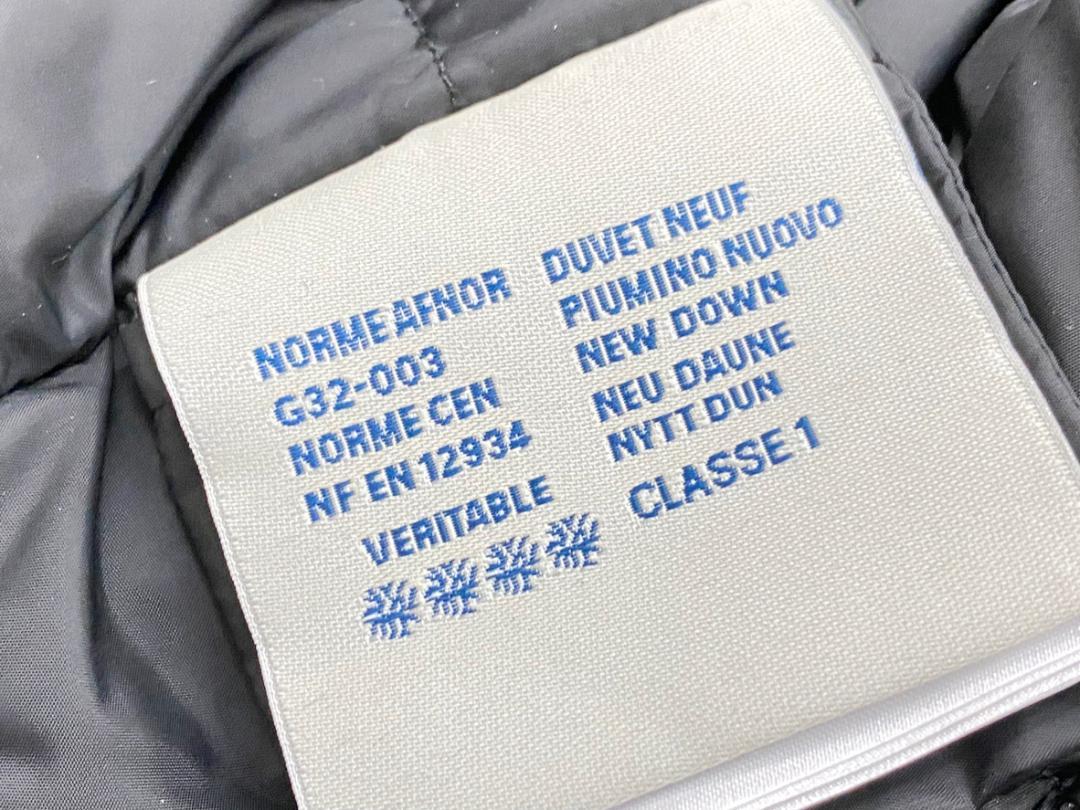 NORME AFNOR
G32-003
NORME CEN
NF EN 12934
VERITABLE
DUVET NEUF
PIUMINO NUOVO
NEW DOWN
NEU DAUNE
NYTT DUN
CLASSE 1